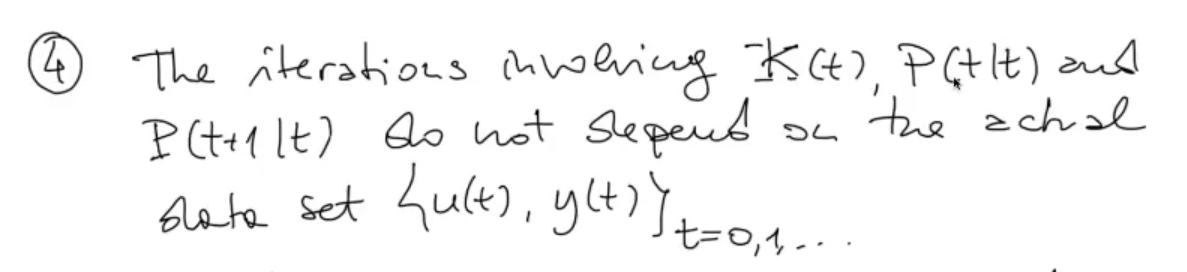 ④ The iterations involving K(t), P(t|t) and
P(t+1|t) do not depend on the actual
data set {u(t), y(t)}t=0,1,...